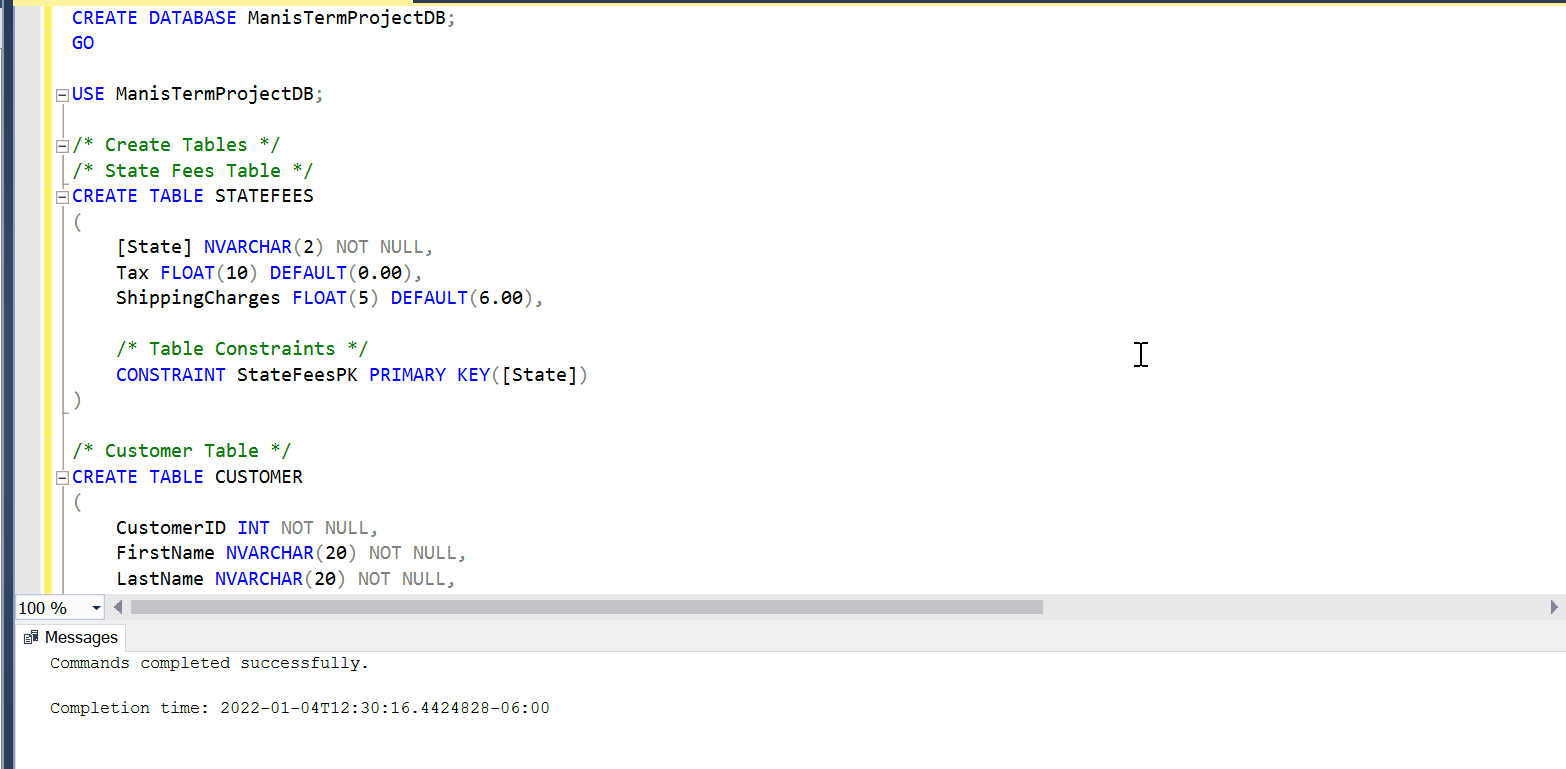 CREATE DATABASE ManisTermProjectDB;
GO
USE ManisTermProjectDB;
/* Create Tables */
/* State Fees Table */
CREATE TABLE STATEFEES
(
[State] NVARCHAR(2) NOT NULL,
Tax FLOAT(10) DEFAULT(0.00),
ShippingCharges FLOAT(5) DEFAULT(6.00),
/* Table Constraints */
CONSTRAINT StateFeesPK PRIMARY KEY([State])
)
/* Customer Table */
CREATE TABLE CUSTOMER
(
CustomerID INT NOT NULL,
FirstName NVARCHAR(20) NOT NULL,
LastName NVARCHAR(20) NOT NULL,
100 %
Messages
Commands completed successfully.
Completion time: 2022-01-04T12:30:16.4424828-06:00